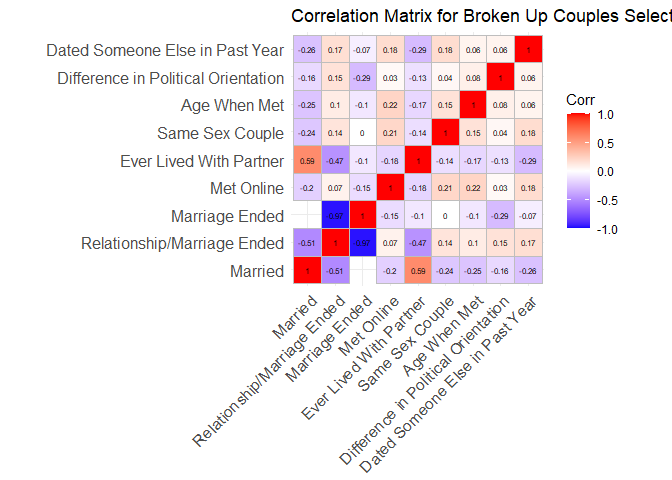 Correlation Matrix for Broken Up Couples Select
Dated Someone Else in Past Year -0.26 0.17 -0.07 0.18 -0.29 0.18 0.06 0.06 1
Difference in Political Orientation -0.16 0.15 -0.29 0.03 -0.13 0.04 0.08 1 0.06
Age When Met -0.25 0.1 -0.1 0.22 -0.17 0.15 1 0.08 0.06
Same Sex Couple -0.24 0.14 0 0.21 -0.14 1 0.15 0.04 0.18
Ever Lived With Partner 0.59 -0.47 -0.1 -0.18 1 -0.14 -0.17 -0.13 -0.29
Met Online -0.2 0.07 -0.15 1 -0.18 0.21 0.22 0.03 0.18
Marriage Ended -0.97 1 -0.15 -0.1 0 -0.1 -0.29 -0.07
Relationship/Marriage Ended -0.51 1 -0.97 0.07 -0.47 0.14 0.1 0.15 0.17
Married 1 -0.51 -0.2 0.59 -0.24 -0.25 -0.16 -0.26
Married
Relationship/Marriage Ended
Marriage Ended
Met Online
Ever Lived With Partner
Same Sex Couple
Age When Met
Difference in Political Orientation
Dated Someone Else in Past Year
Corr
1.0
0.5
0.0
-0.5
-1.0